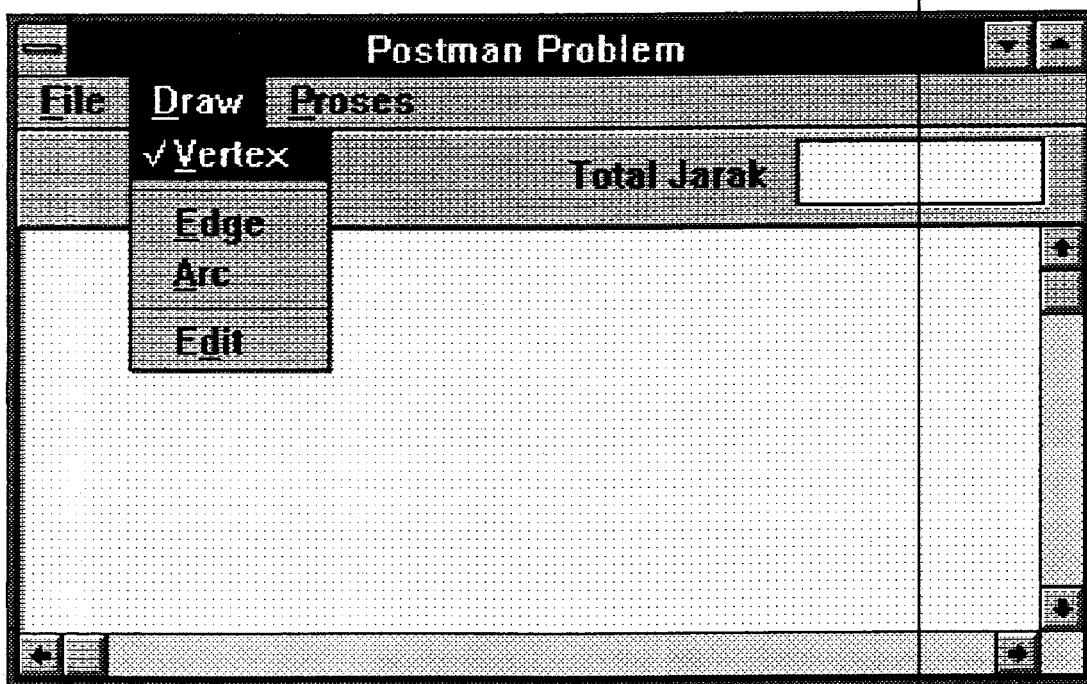 Postman Problem
File Draw Proses
√ Vertex
Total Jarak
Edge
Arc
Edit